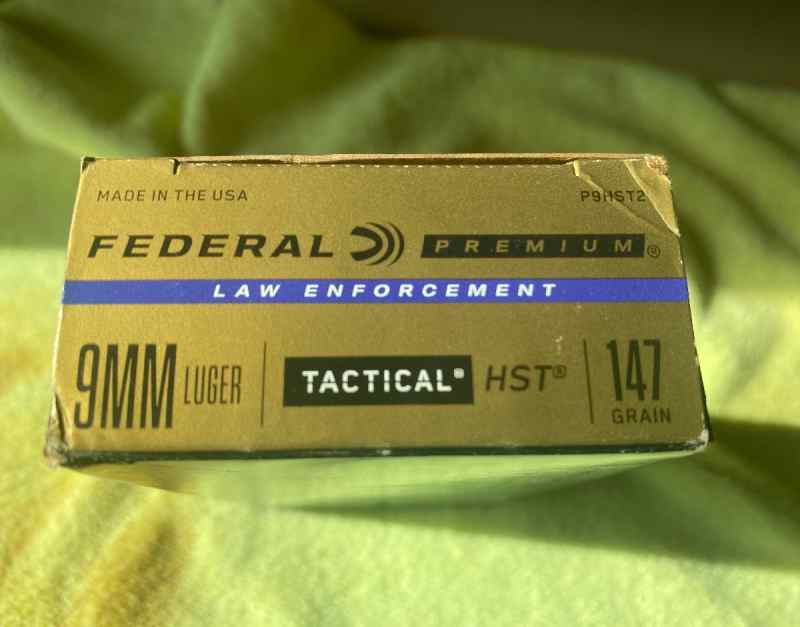 MADE IN THE USA P9HST2
FEDERAL PREMIUM®
LAW ENFORCEMENT
9MM LUGER TACTICAL® HST® 147 GRAIN